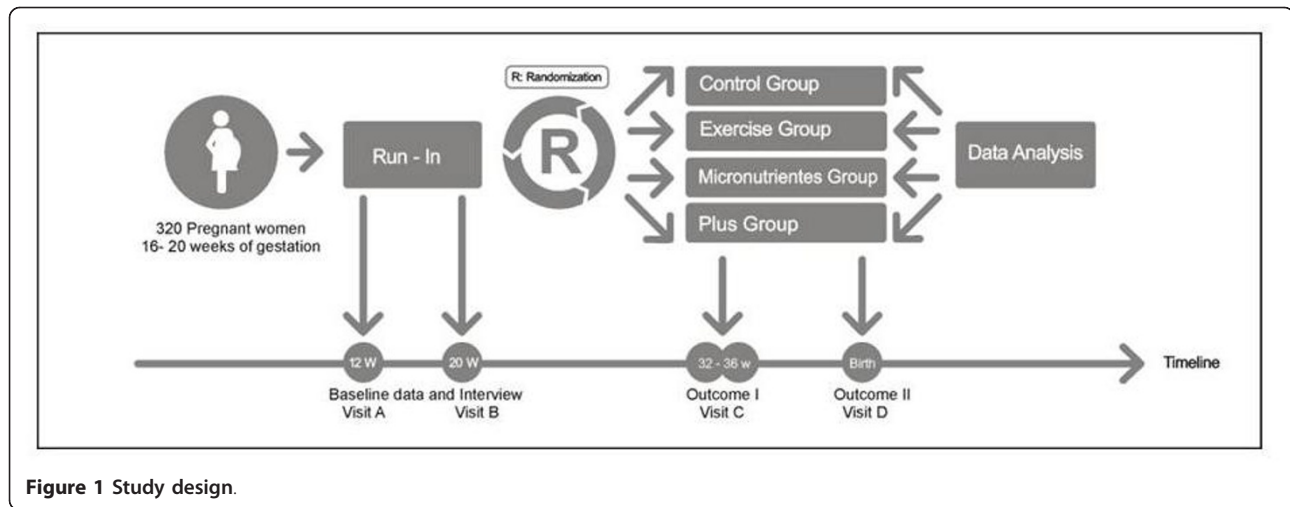 R: Randomization
R
320 Pregnant women
16- 20 weeks of gestation
Run - In
Control Group
Exercise Group
Micronutrientes Group
Plus Group
Data Analysis
12 W
20 W
32 - 36 w
Birth
Timeline
Baseline data and Interview
Visit A
Visit B
Outcome I
Visit C
Outcome II
Visit D
Figure 1 Study design.